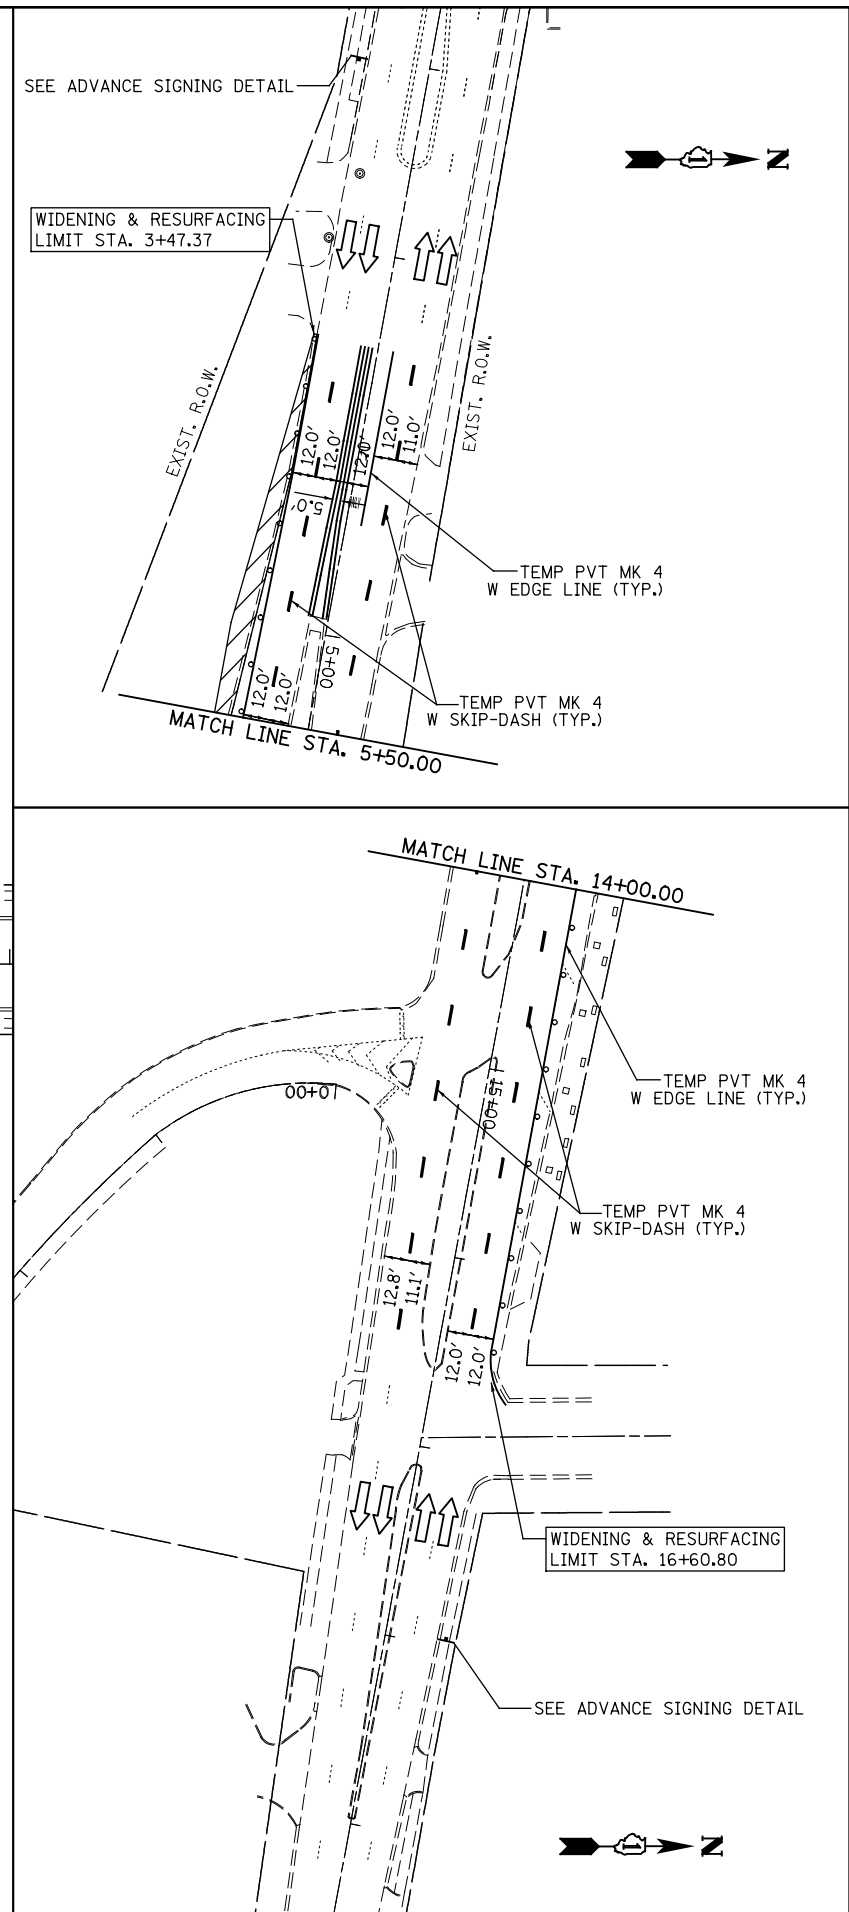 SEE ADVANCE SIGNING DETAIL
N
WIDENING & RESURFACING
LIMIT STA. 3+47.37
EXIST. R.O.W.
EXIST. R.O.W.
12.0'
12.0'
12.0'
12.0'
11.0'
5.0'
TEMP PVT MK 4
W EDGE LINE (TYP.)
5+00
12.0'
12.0'
TEMP PVT MK 4
W SKIP-DASH (TYP.)
MATCH LINE STA. 5+50.00
MATCH LINE STA. 14+00.00
TEMP PVT MK 4
W EDGE LINE (TYP.)
10+00
15+00
TEMP PVT MK 4
W SKIP-DASH (TYP.)
12.8'
11.1'
12.0'
12.0'
WIDENING & RESURFACING
LIMIT STA. 16+60.80
SEE ADVANCE SIGNING DETAIL
N